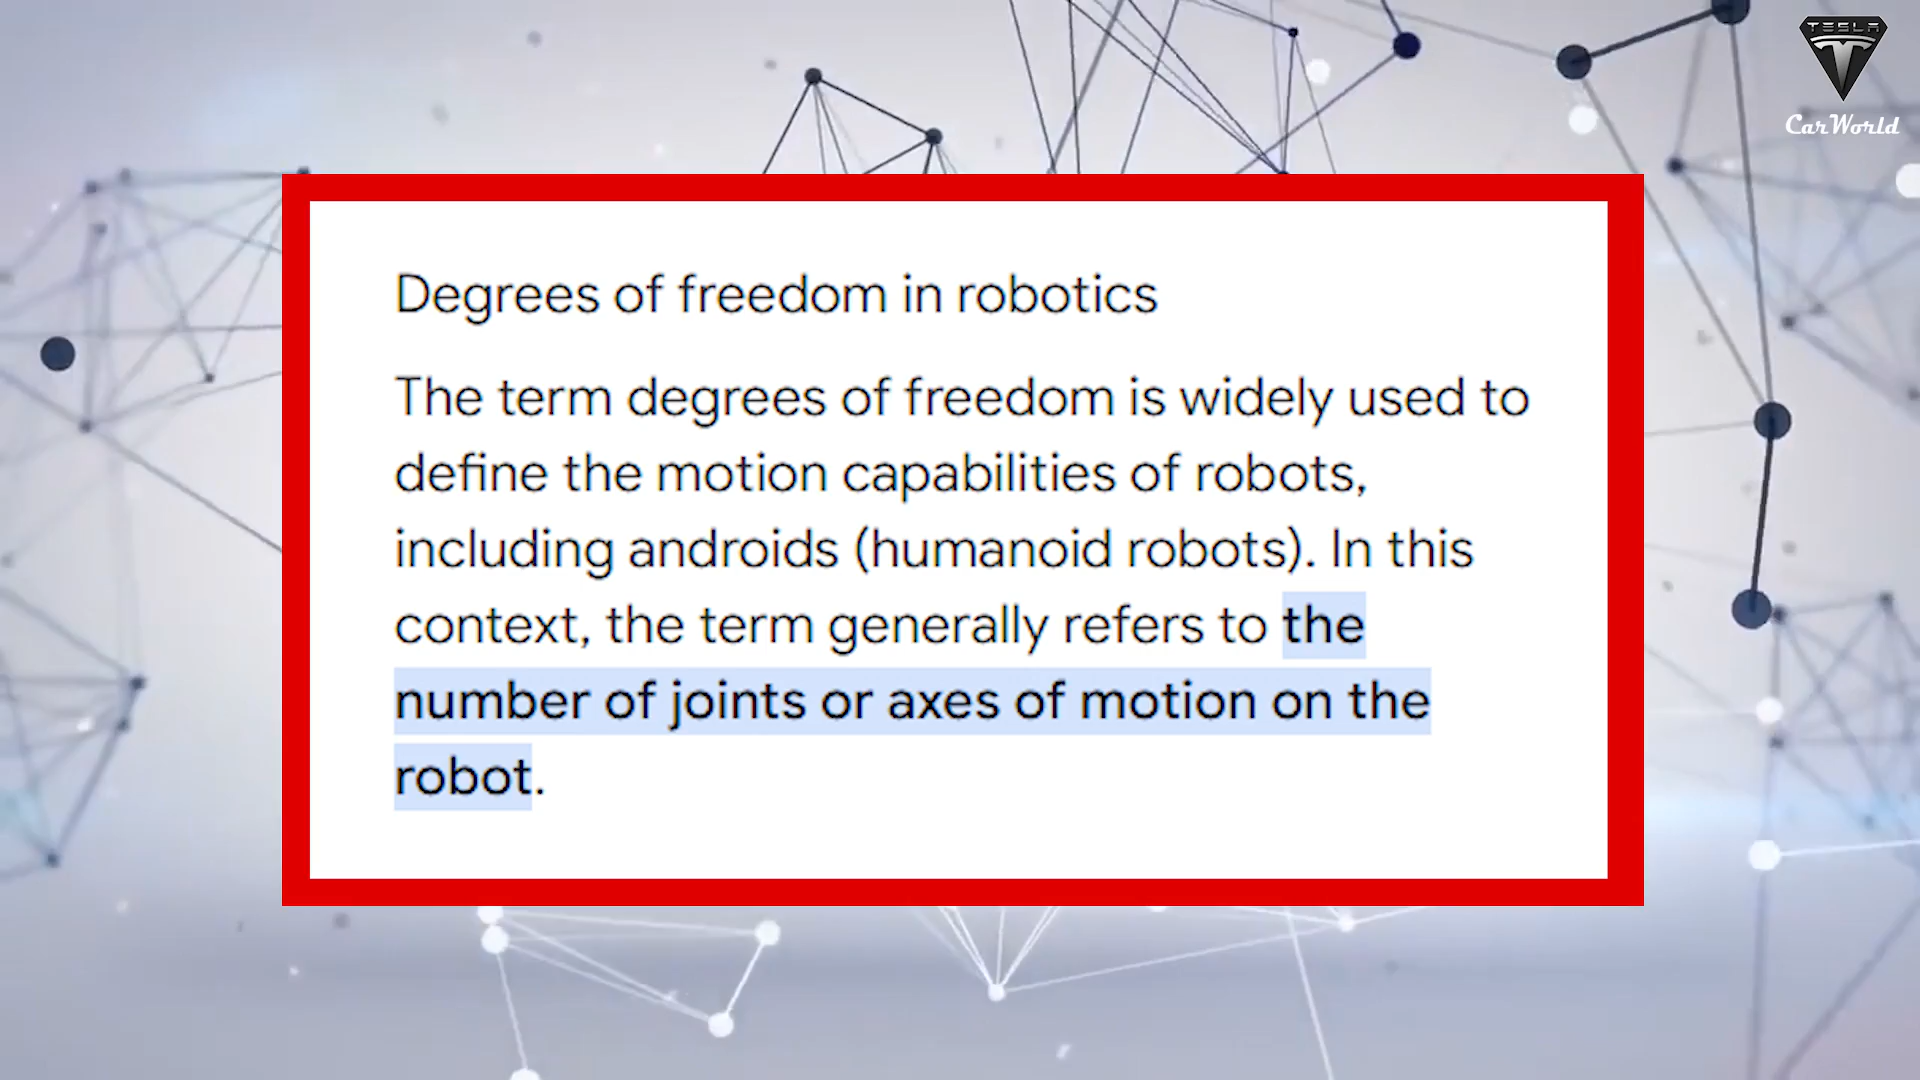 TESLA
CarWorld
Degrees of freedom in robotics
The term degrees of freedom is widely used to
define the motion capabilities of robots,
including androids (humanoid robots). In this
context, the term generally refers to the
number of joints or axes of motion on the
robot.